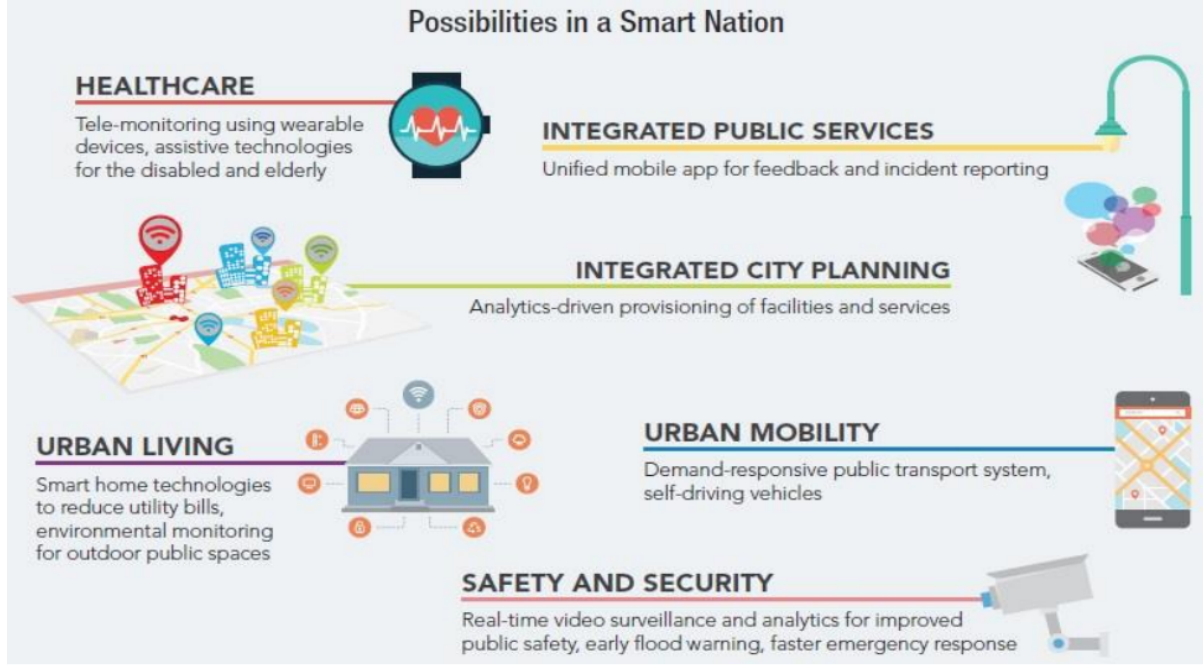 Possibilities in a Smart Nation
HEALTHCARE
Tele-monitoring using wearable
devices, assistive technologies
for the disabled and elderly
INTEGRATED PUBLIC SERVICES
Unified mobile app for feedback and incident reporting
INTEGRATED CITY PLANNING
Analytics-driven provisioning of facilities and services
URBAN LIVING
Smart home technologies
to reduce utility bills,
environmental monitoring
for outdoor public spaces
URBAN MOBILITY
Demand-responsive public transport system,
self-driving vehicles
SAFETY AND SECURITY
Real-time video surveillance and analytics for improved
public safety, early flood warning, faster emergency response